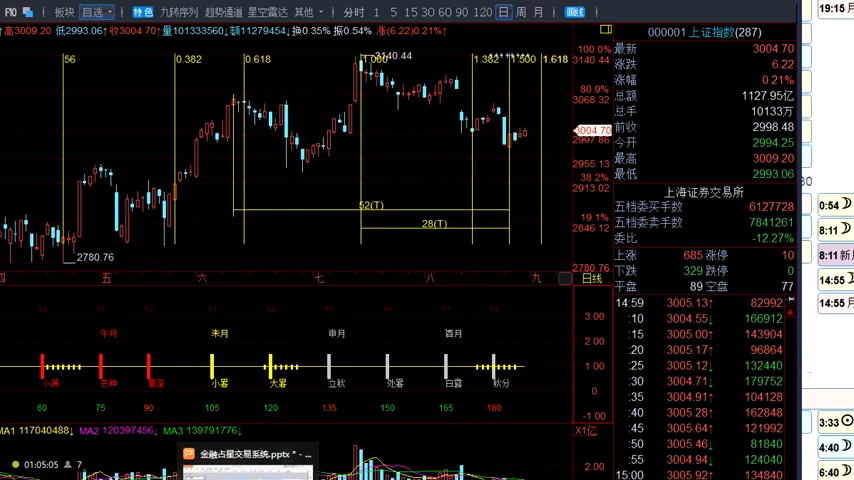 F10 板块 自选 特色 九转序列 趋势通道 星空雷达 其他 分时 1 5 15 30 60 90 120 日 周 月 画线
高3009.20 低2993.06↑ 收3004.70↑ 量101333560↓ 额11279454↓ 换0.35% 振0.54% 涨(6.22)0.21%↑
56 0.382 0.618 1.000 3140.44 1.382 1.500 1.618
100.0%
3140.44
80.9%
3068.32
3004.70
2997.86
2955.13
38.2%
2913.02
19.1%
2846.12
2780.76
52(T)
28(T)
2780.76
四 五 六 七 八 九 日线
午月 未月 申月 酉月
小满 芒种 夏至 小署 大署 立秋 处署 白露 秋分
60 75 90 105 120 135 150 165 180
3.00
2.00
1.00
0
-1.00
MA1 117040488↓ MA2 120397456↓ MA3 139791776↓
X1亿
2.00
01:05:05 7
金融占星交易系统.pptx * - ...
000001 上证指数(287)
最新 3004.70
涨跌 6.22
涨幅 0.21%
总额 1127.95亿
总手 10133万
前收 2998.48
今开 2994.25
最高 3009.20
最低 2993.06
上海证券交易所
五档委买手数 6127728
五档委卖手数 7841261
委比 -12.27%
上涨 685 涨停 10
下跌 329 跌停 0
平盘 89 空盘 77
14:59 3005.13↑ 82992
:10 3004.55↓ 166912
:15 3005.00↑ 143904
:20 3005.17↑ 96864
:25 3005.12↓ 132440
:30 3004.71↓ 179752
:35 3004.91↑ 104128
:40 3005.28↑ 162848
:45 3005.64↑ 121992
:50 3005.46↓ 81840
:55 3004.94↓ 124040
15:00 3005.92↑ 134840
19:15 月
30
0:54
8:11
8:11 新
14:55
14:55 月
3:33
4:40
6:40